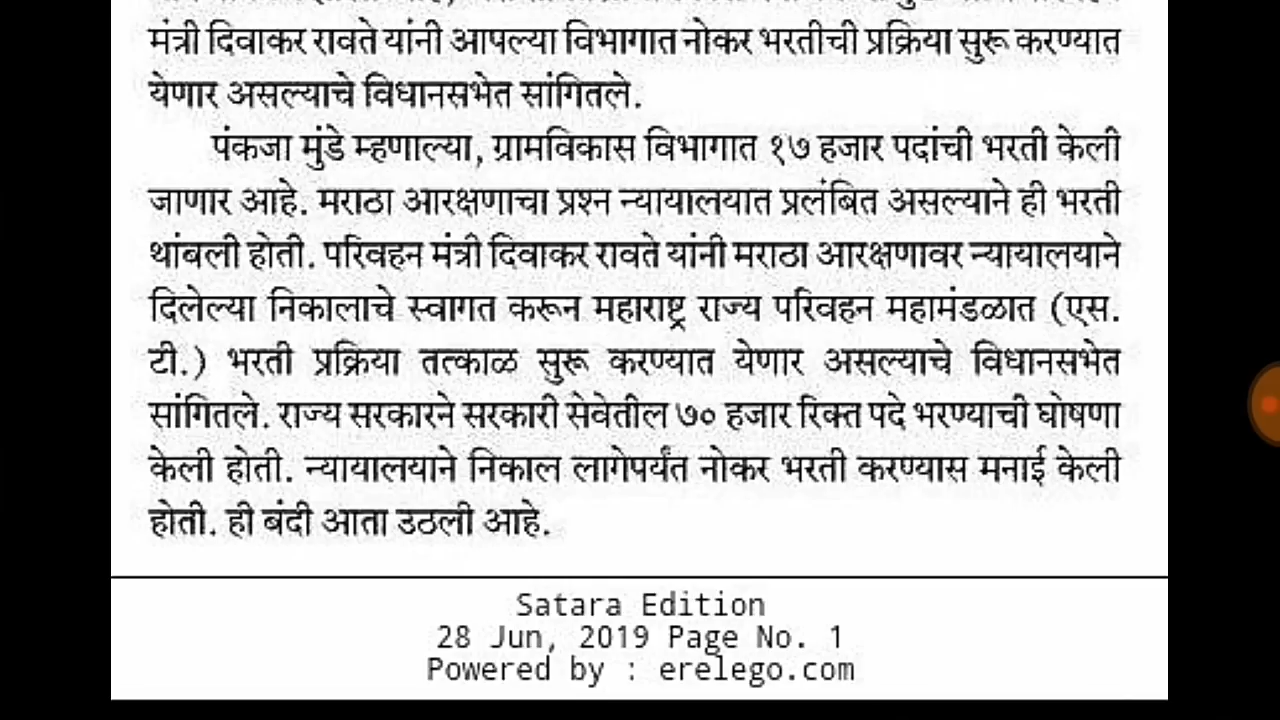 मंत्री दिवाकर रावते यांनी आपल्या विभागात नोकर भरतीची प्रक्रिया सुरू करण्यात
येणार असल्याचे विधानसभेत सांगितले.
पंकजा मुंडे म्हणाल्या, ग्रामविकास विभागात १७ हजार पदांची भरती केली
जाणार आहे. मराठा आरक्षणाचा प्रश्न न्यायालयात प्रलंबित असल्याने ही भरती
थांबली होती. परिवहन मंत्री दिवाकर रावते यांनी मराठा आरक्षणावर न्यायालयाने
दिलेल्या निकालाचे स्वागत करून महाराष्ट्र राज्य परिवहन महामंडळात (एस.
टी.) भरती प्रक्रिया तत्काळ सुरू करण्यात येणार असल्याचे विधानसभेत
सांगितले. राज्य सरकारने सरकारी सेवेतील ७० हजार रिक्त पदे भरण्याची घोषणा
केली होती. न्यायालयाने निकाल लागेपर्यंत नोकर भरती करण्यास मनाई केली
होती. ही बंदी आता उठली आहे.
Satara Edition
28 Jun, 2019 Page No. 1
Powered by : erelego.com